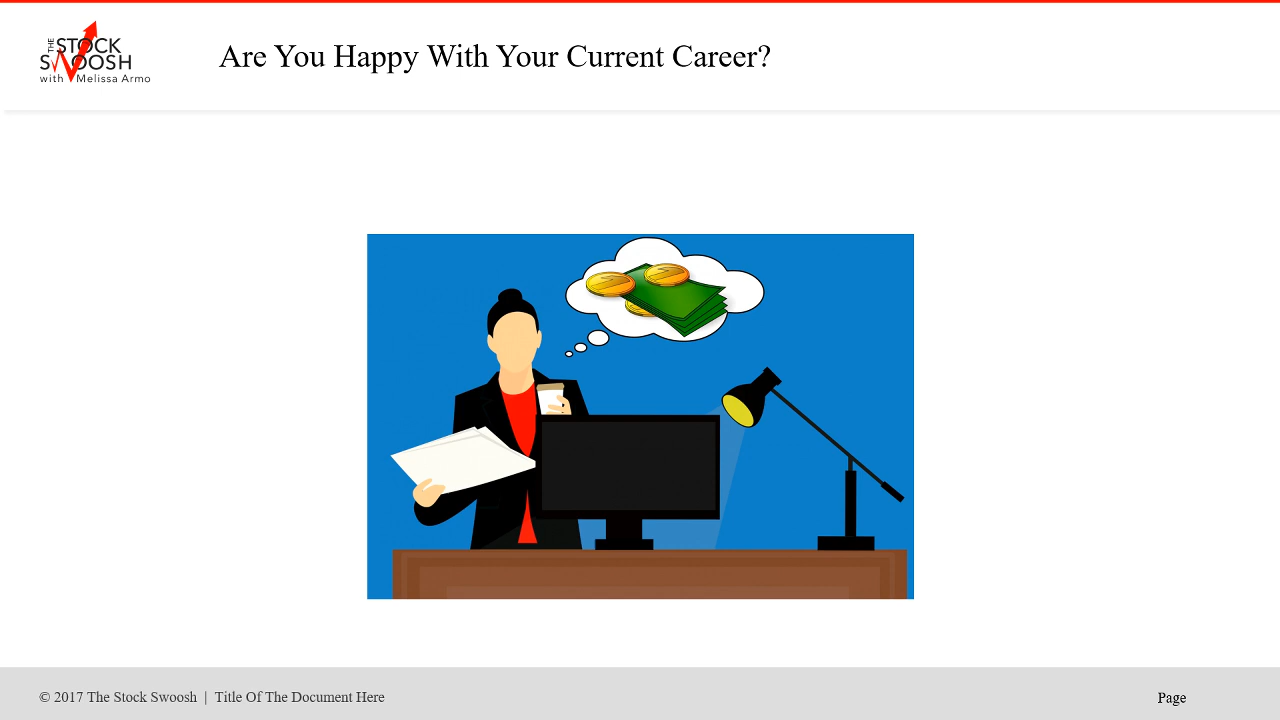 THE STOCK
SWOOSH
with Melissa Armo
Are You Happy With Your Current Career?
© 2017 The Stock Swoosh | Title Of The Document Here
Page